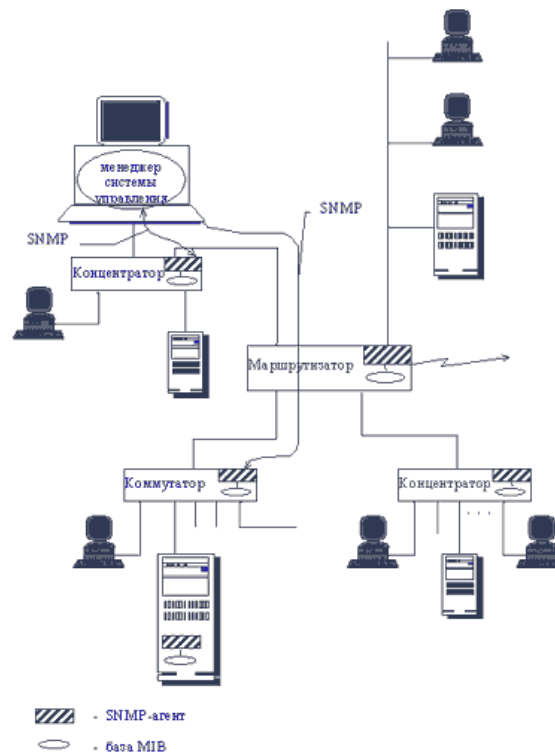 менеджер
системы
управления
SNMP
SNMP
Концентратор
Маршрутизатор
Коммутатор
Концентратор
. . .
- SNMP-агент
- база MIB